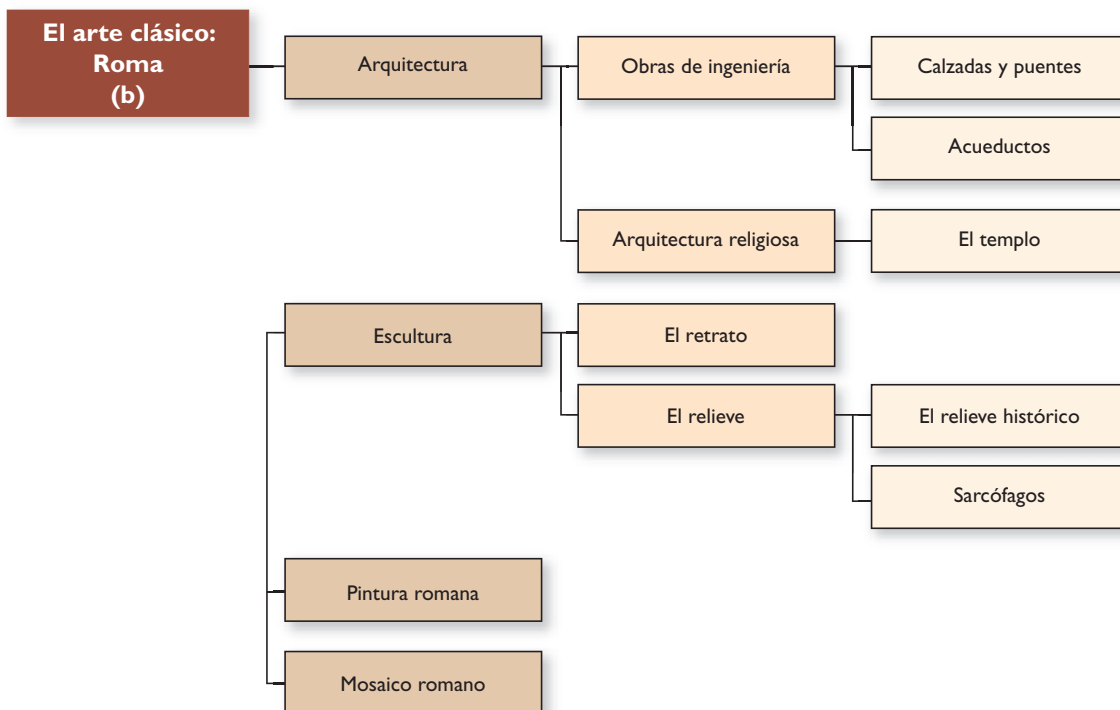 El arte clásico:
Roma
(b)
Arquitectura
Obras de ingeniería
Calzadas y puentes
Acueductos
Arquitectura religiosa
El templo
Escultura
El retrato
El relieve
El relieve histórico
Sarcófagos
Pintura romana
Mosaico romano